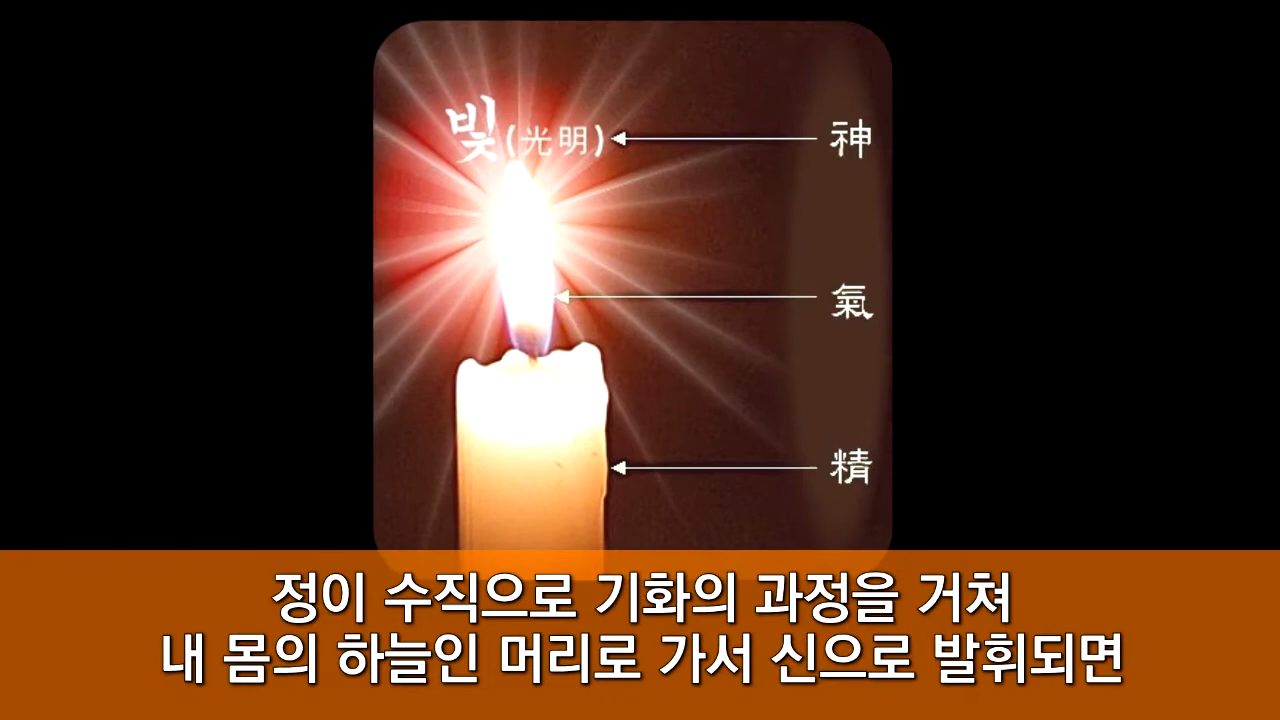 빛(光明)
神
氣
精
정이 수직으로 기화의 과정을 거쳐
내 몸의 하늘인 머리로 가서 신으로 발휘되면